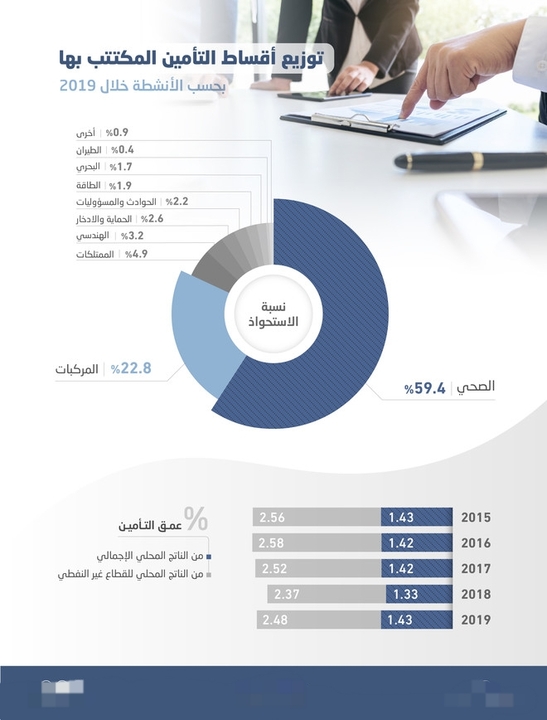 توزيع أقساط التأمين المكتتب بها
بحسب الأنشطة خلال 2019
أخرى | %0.9
الطيران | %0.4
البحري | %1.7
الطاقة | %1.9
الحوادث والمسؤوليات | %2.2
الحماية والادخار | %2.6
الهندسي | %3.2
الممتلكات | %4.9
نسبة
الاستحواذ
المركبات | %22.8
الصحي | %59.4
% عمق التأمين
من الناتج المحلي الإجمالي
من الناتج المحلي للقطاع غير النفطي
2.56 1.43 2015
2.58 1.42 2016
2.52 1.42 2017
2.37 1.33 2018
2.48 1.43 2019